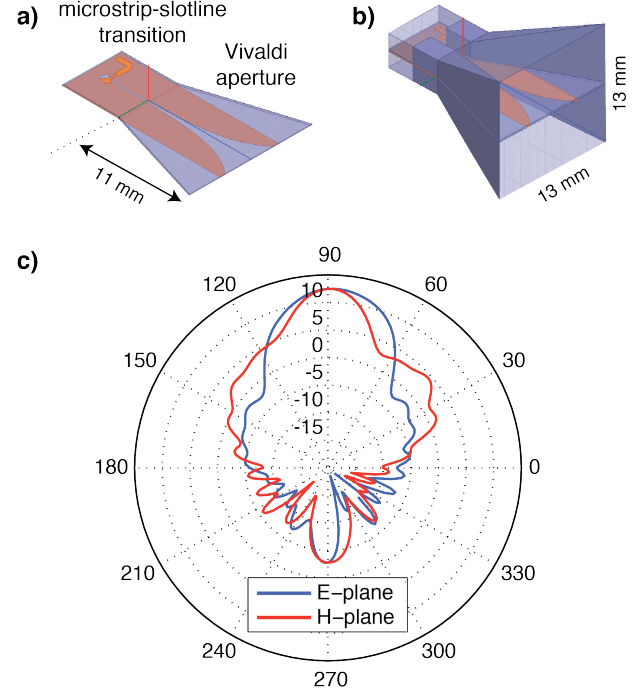 a)
microstrip-slotline
transition
Vivaldi
aperture
11 mm
b)
13 mm
13 mm
c)
90
120
60
10
5
0
-5
-10
-15
150
30
180
0
210
330
E–plane
H–plane
240
300
270